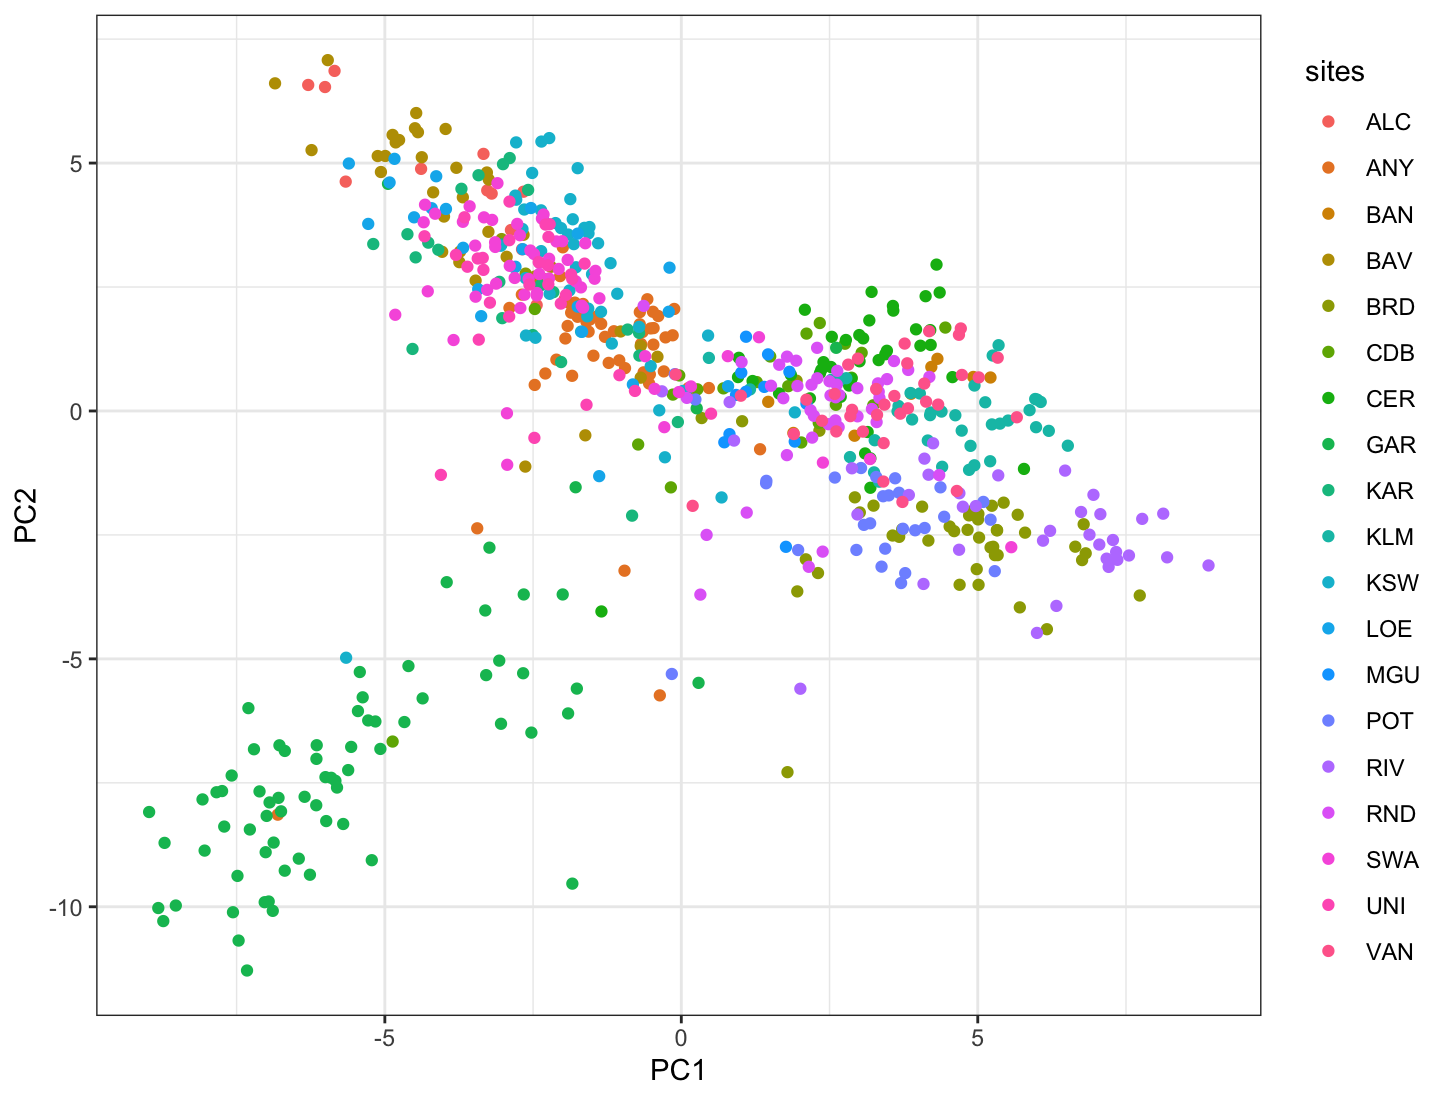 sites
ALC
ANY
BAN
BAV
BRD
CDB
CER
GAR
KAR
KLM
KSW
LOE
MGU
POT
RIV
RND
SWA
UNI
VAN
PC2
5
0
-5
-10
-5
0
5
PC1